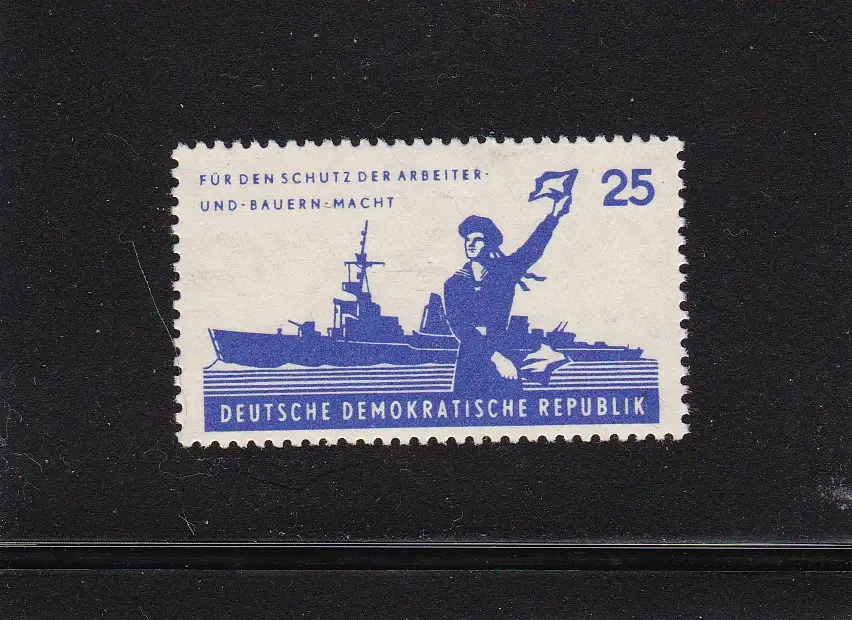 FÜR DEN SCHUTZ DER ARBEITER-
UND-BAUERN-MACHT
25
DEUTSCHE DEMOKRATISCHE REPUBLIK